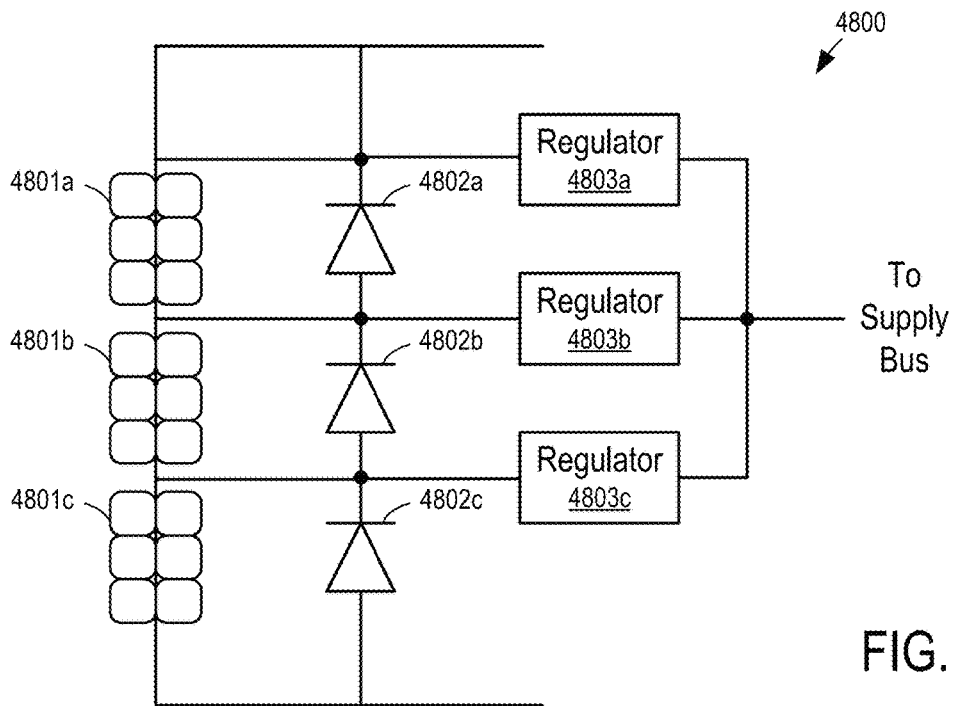 4800
Regulator
4803a
4801a
4802a
Regulator
4803b
To
Supply
Bus
4801b
4802b
Regulator
4803c
4801c
4802c
FIG.